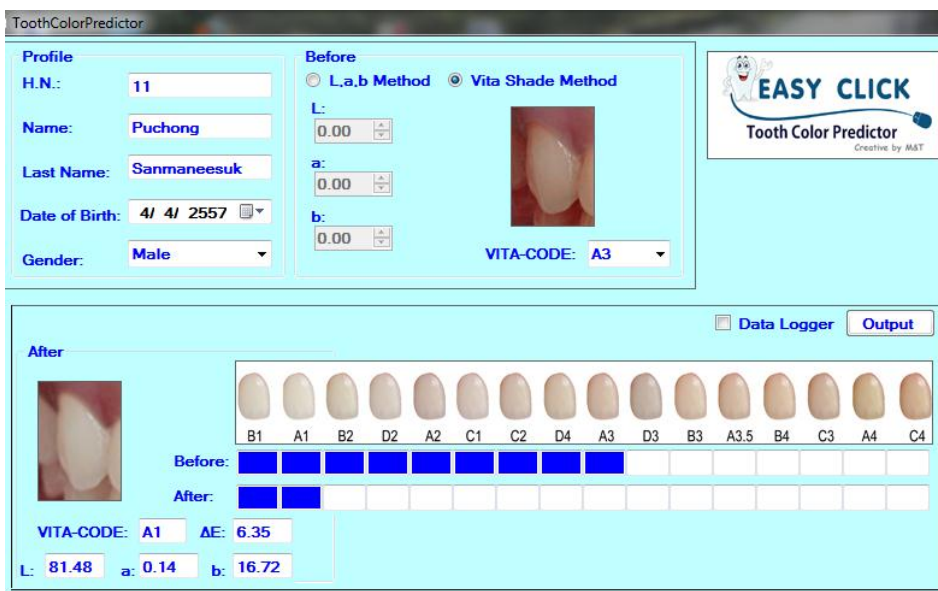 ToothColorPredictor
Profile
H.N.: 11
Name: Puchong
Last Name: Sanmaneesuk
Date of Birth: 4/ 4/ 2557
Gender: Male
Before
L,a,b Method Vita Shade Method
L:
0.00
a:
0.00
b:
0.00
VITA-CODE: A3
EASY CLICK
Tooth Color Predictor
Creative by M&T
Data Logger Output
After
B1 A1 B2 D2 A2 C1 C2 D4 A3 D3 B3 A3.5 B4 C3 A4 C4
Before:
After:
VITA-CODE: A1 ΔE: 6.35
L: 81.48 a: 0.14 b: 16.72